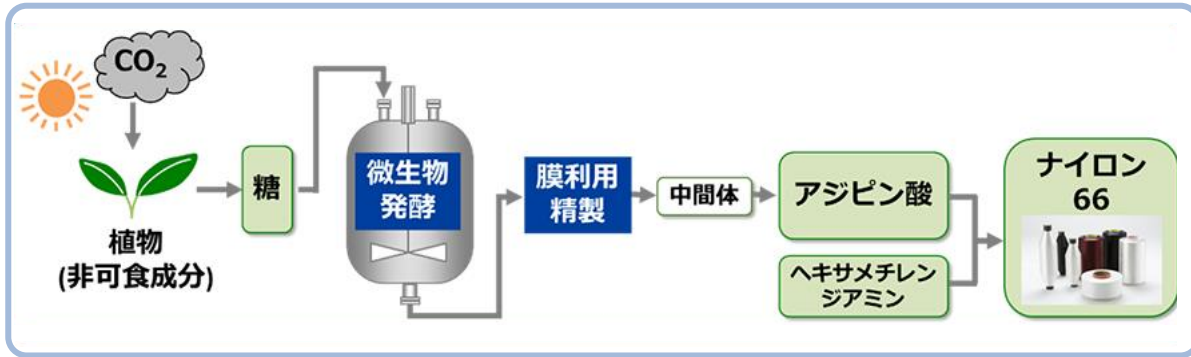 CO₂
植物
(非可食成分)
糖
微生物
発酵
膜利用
精製
中間体
アジピン酸
ヘキサメチレン
ジアミン
ナイロン
66